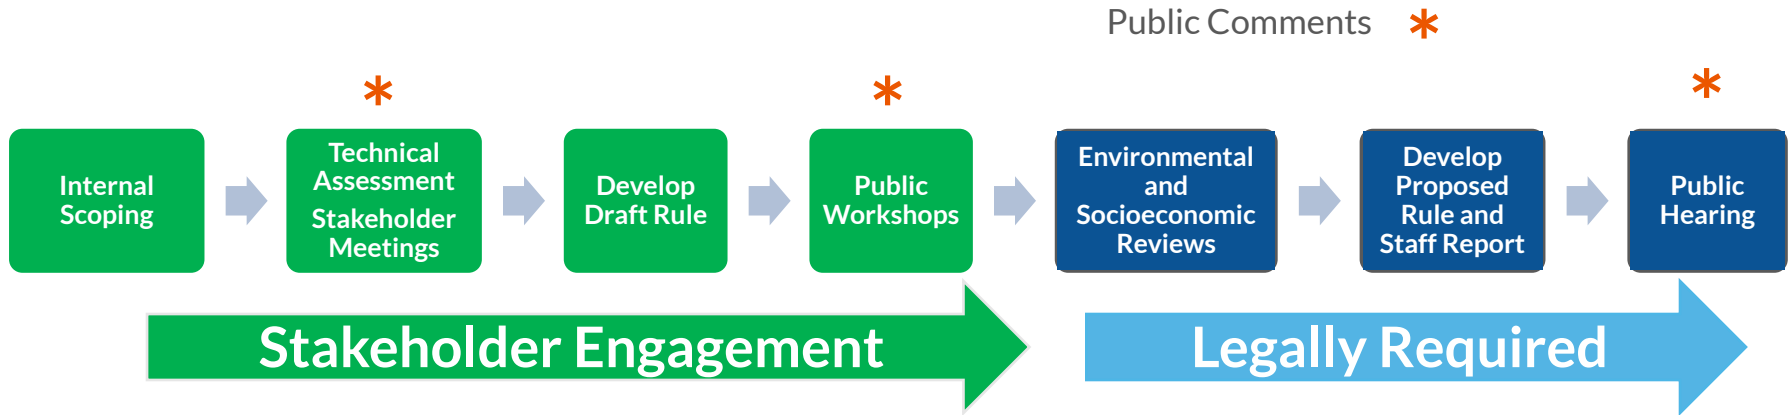 Public Comments *
* * *
Internal
Scoping
Technical
Assessment
Stakeholder
Meetings
Develop
Draft Rule
Public
Workshops
Environmental
and
Socioeconomic
Reviews
Develop
Proposed
Rule and
Staff Report
Public
Hearing
Stakeholder Engagement
Legally Required